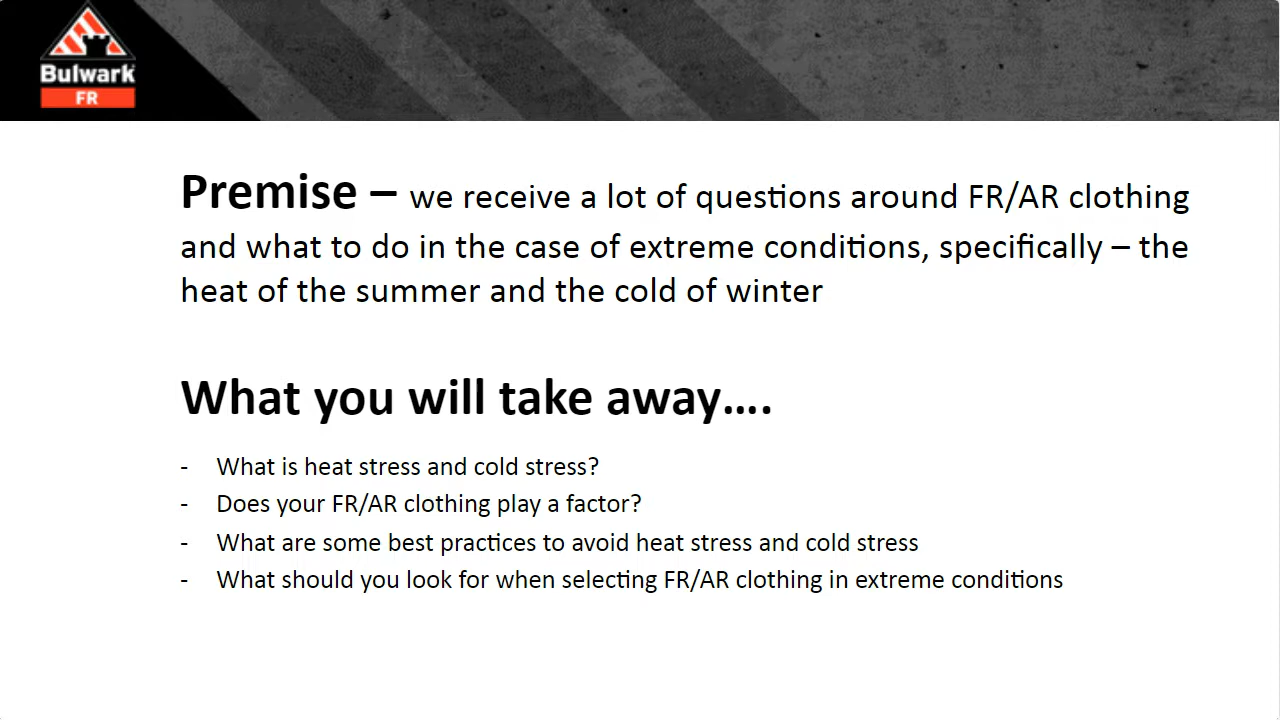 Bulwark
FR
Premise – we receive a lot of questions around FR/AR clothing
and what to do in the case of extreme conditions, specifically – the
heat of the summer and the cold of winter
What you will take away….
- What is heat stress and cold stress?
- Does your FR/AR clothing play a factor?
- What are some best practices to avoid heat stress and cold stress
- What should you look for when selecting FR/AR clothing in extreme conditions